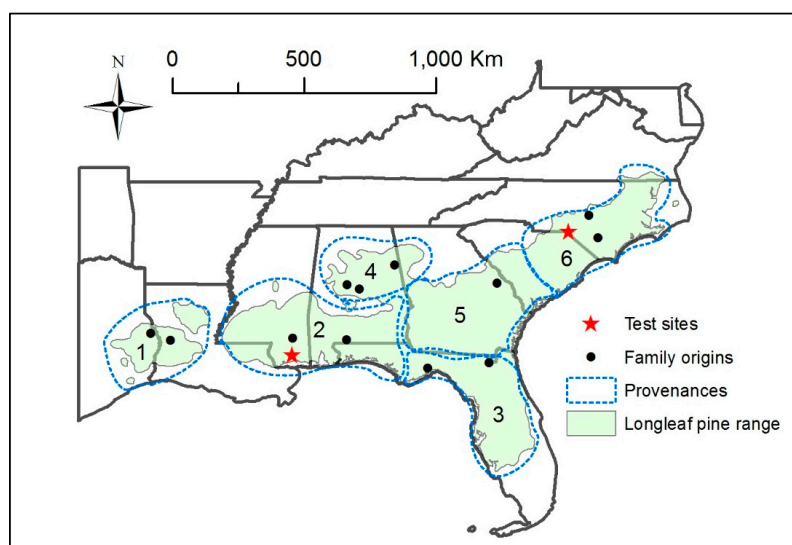 0 500 1,000 Km
N
4
6
2
5
1
3
Test sites
Family origins
Provenances
Longleaf pine range